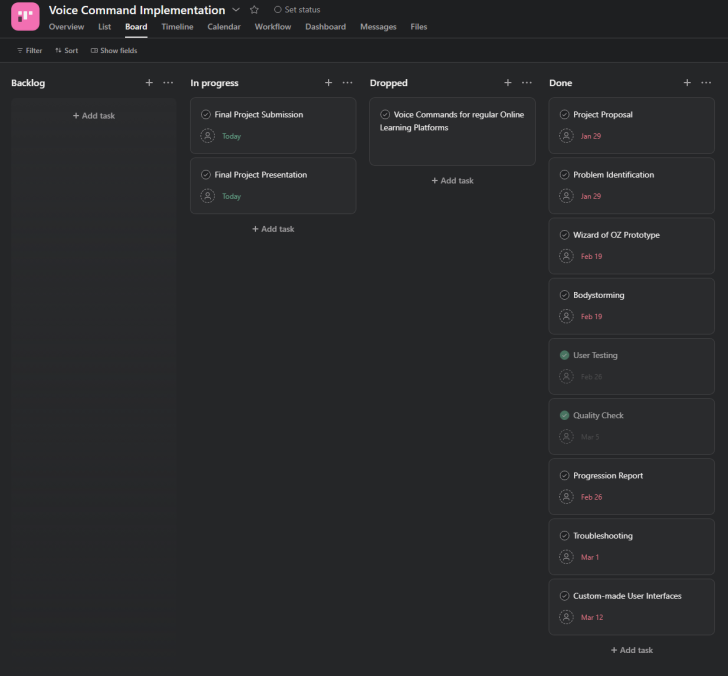 Voice Command Implementation
Set status
Overview List Board Timeline Calendar Workflow Dashboard Messages Files
Filter Sort Show fields
Backlog
+ Add task
In progress
Final Project Submission
Today
Final Project Presentation
Today
+ Add task
Dropped
Voice Commands for regular Online
Learning Platforms
+ Add task
Done
Project Proposal
Jan 29
Problem Identification
Jan 29
Wizard of OZ Prototype
Feb 19
Bodystorming
Feb 19
User Testing
Feb 26
Quality Check
Mar 5
Progression Report
Feb 26
Troubleshooting
Mar 1
Custom-made User Interfaces
Mar 12
+ Add task